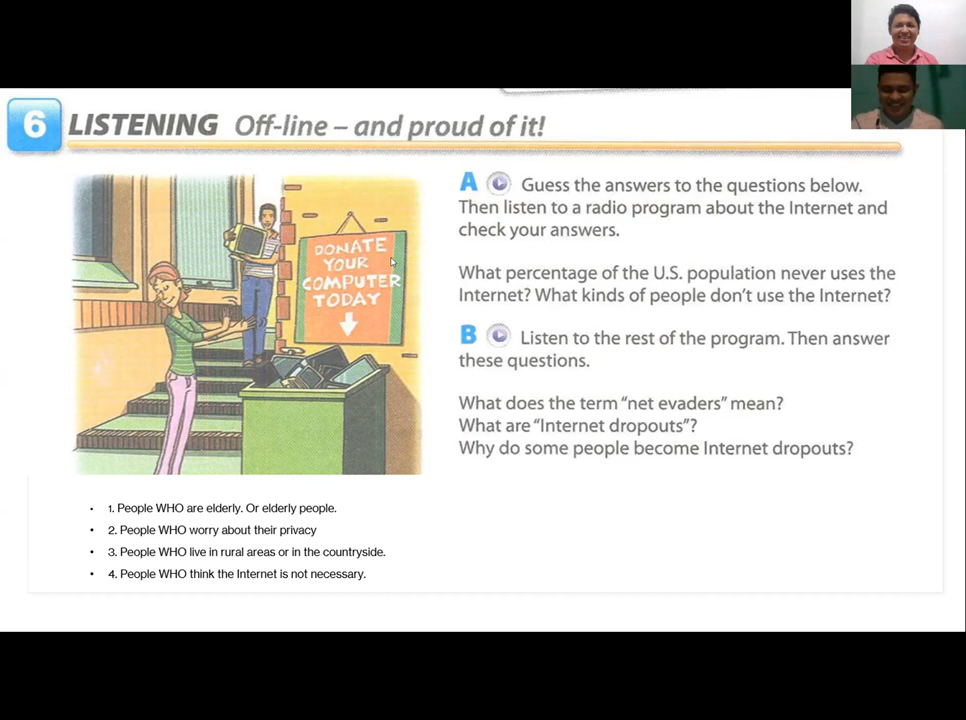 6 LISTENING Off-line – and proud of it!
DONATE
YOUR
COMPUTER
TODAY
A Guess the answers to the questions below.
Then listen to a radio program about the Internet and
check your answers.
What percentage of the U.S. population never uses the
Internet? What kinds of people don't use the Internet?
B Listen to the rest of the program. Then answer
these questions.
What does the term "net evaders" mean?
What are "Internet dropouts"?
Why do some people become Internet dropouts?
• 1. People WHO are elderly. Or elderly people.
• 2. People WHO worry about their privacy
• 3. People WHO live in rural areas or in the countryside.
• 4. People WHO think the Internet is not necessary.